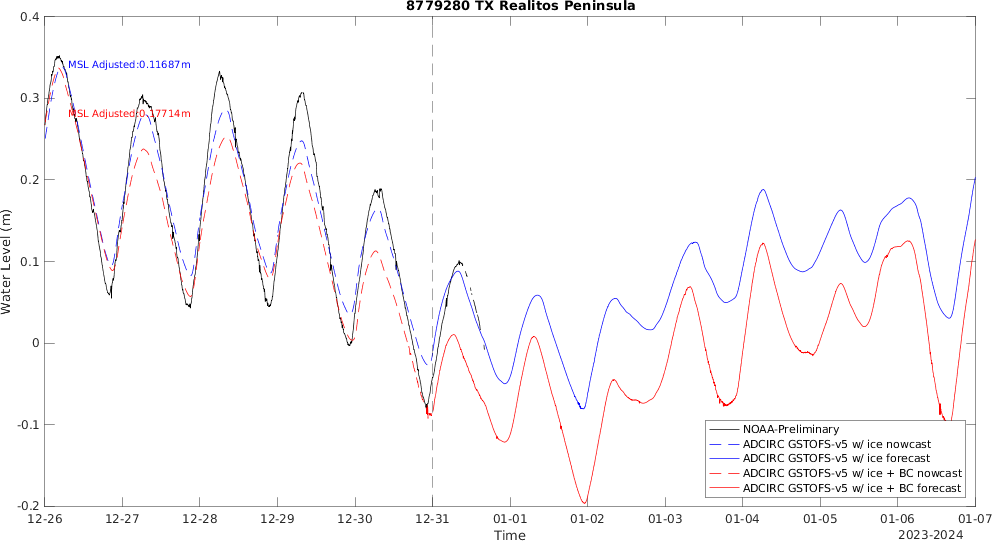 8779280 TX Realitos Peninsula
Water Level (m)
0.4
0.3
0.2
0.1
0
-0.1
-0.2
MSL Adjusted:0.11687m
MSL Adjusted:0.17714m
NOAA-Preliminary
ADCIRC GSTOFS-v5 w/ ice nowcast
ADCIRC GSTOFS-v5 w/ ice forecast
ADCIRC GSTOFS-v5 w/ ice + BC nowcast
ADCIRC GSTOFS-v5 w/ ice + BC forecast
12-26 12-27 12-28 12-29 12-30 12-31 01-01 01-02 01-03 01-04 01-05 01-06 01-07
Time
2023-2024